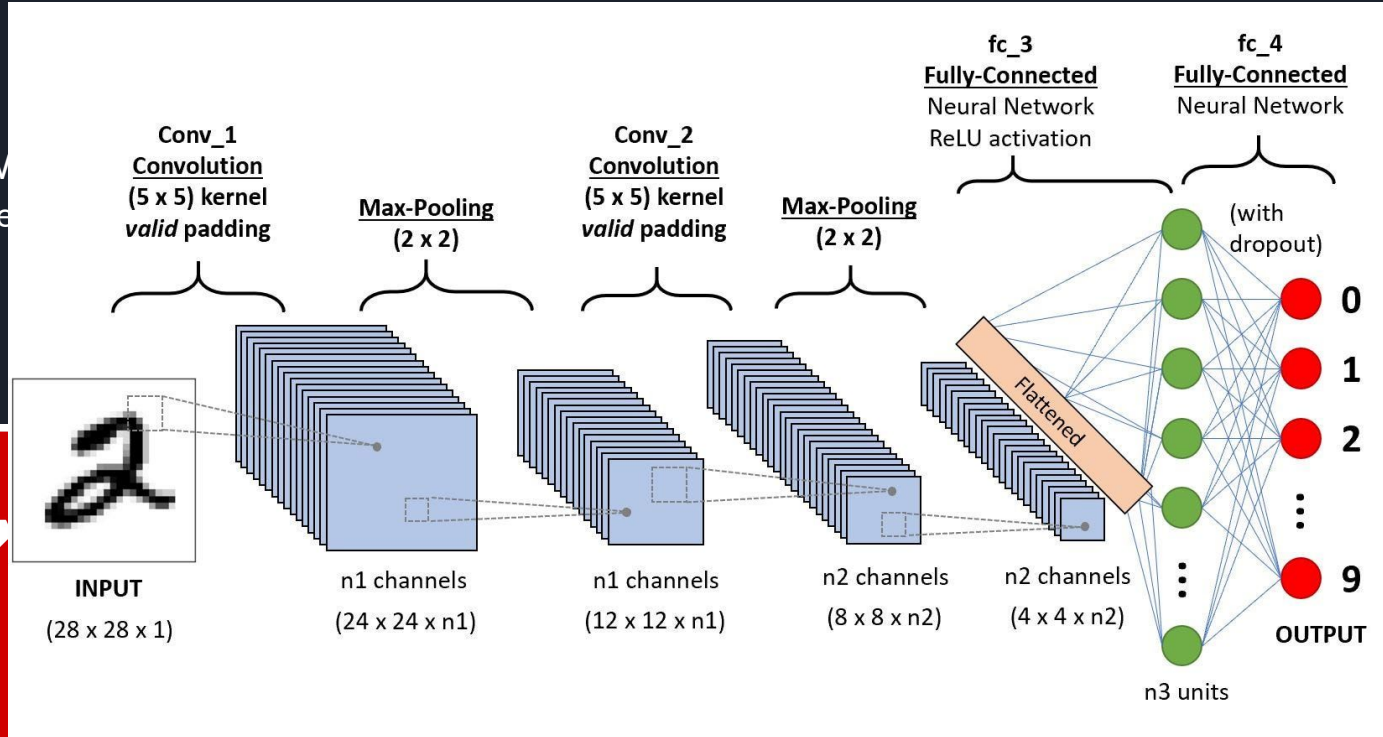 fc_3
Fully-Connected
Neural Network
ReLU activation
fc_4
Fully-Connected
Neural Network
Conv_1
Convolution
(5 x 5) kernel
valid padding
Max-Pooling
(2 x 2)
Conv_2
Convolution
(5 x 5) kernel
valid padding
Max-Pooling
(2 x 2)
(with
dropout)
Flattened
0
1
2
9
OUTPUT
INPUT
(28 x 28 x 1)
n1 channels
(24 x 24 x n1)
n1 channels
(12 x 12 x n1)
n2 channels
(8 x 8 x n2)
n2 channels
(4 x 4 x n2)
n3 units